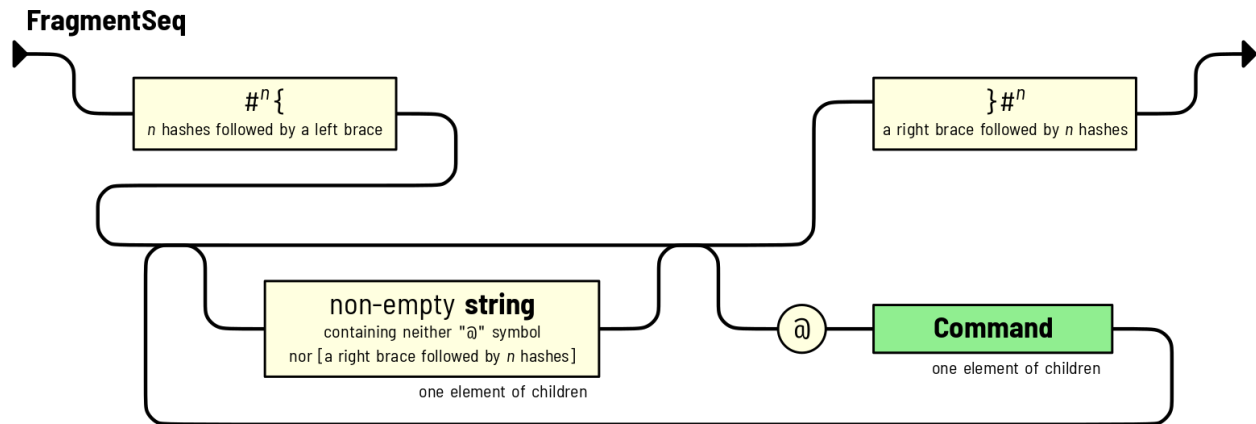 FragmentSeq
#ⁿ{
n hashes followed by a left brace
}#ⁿ
a right brace followed by n hashes
non-empty string
containing neither "@" symbol
nor [a right brace followed by n hashes]
one element of children
@
Command
one element of children